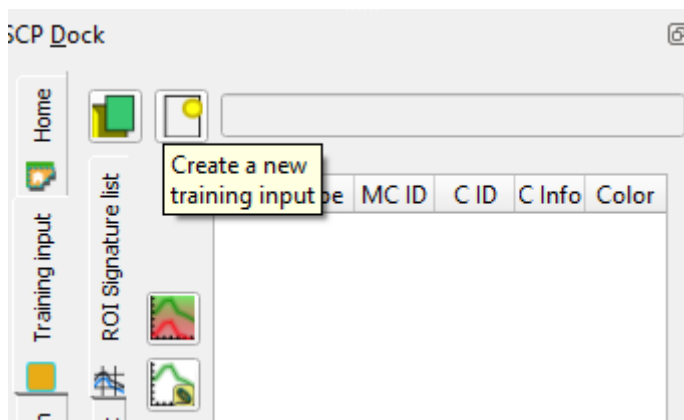 SCP Dock
Home
Create a new
training input
MC ID C ID C Info Color
Training input
ROI Signature list